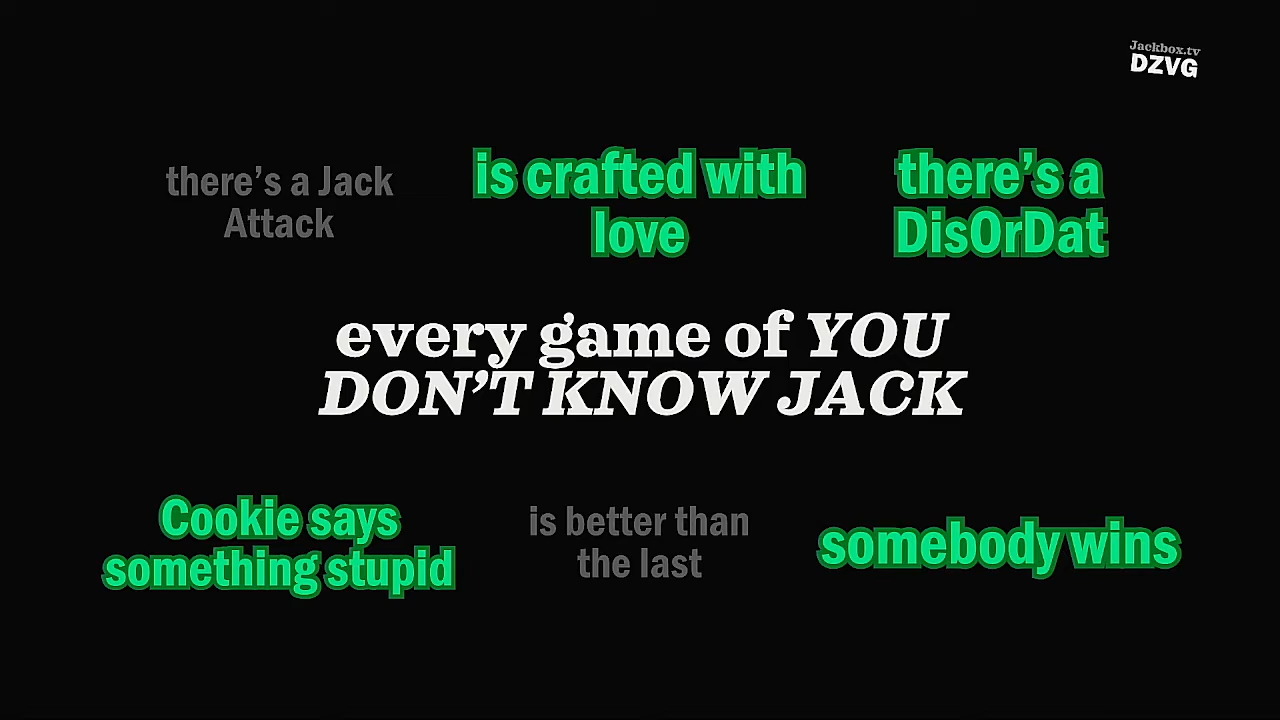 Jackbox.tv
DZVG
there's a Jack
Attack
is crafted with
love
there's a
DisOrDat
every game of YOU
DON'T KNOW JACK
Cookie says
something stupid
is better than
the last
somebody wins